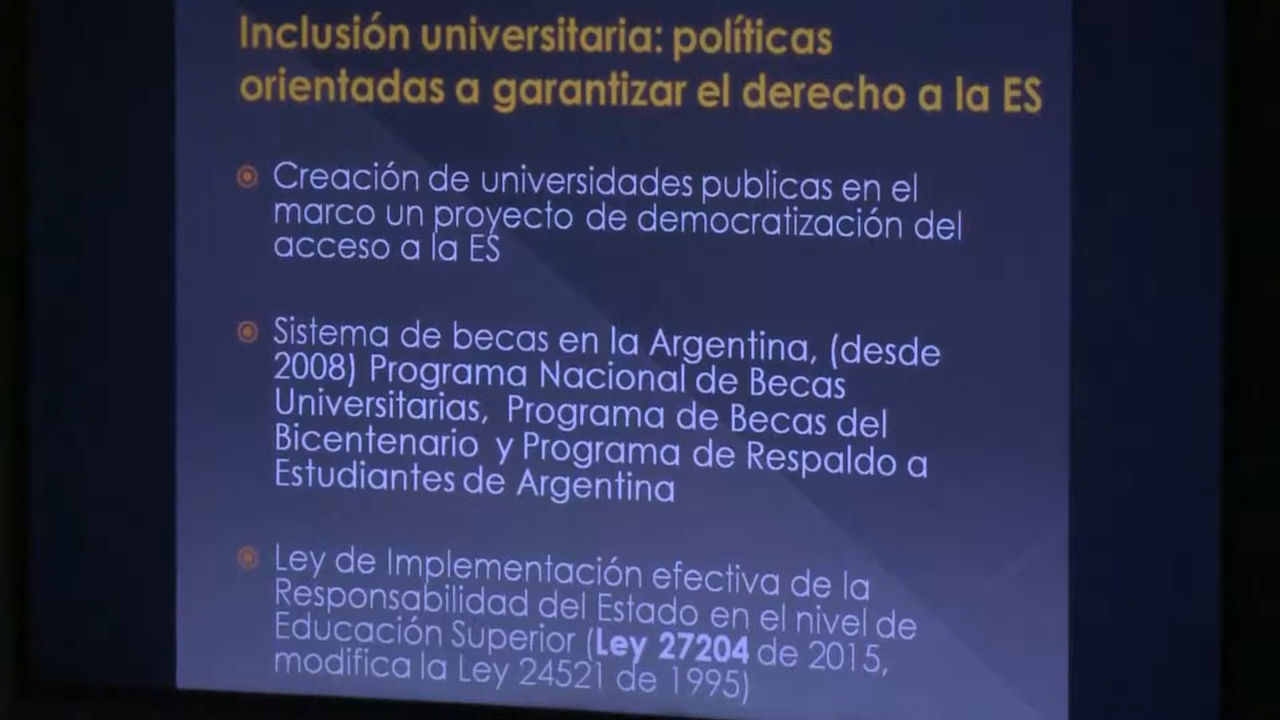 Inclusión universitaria: políticas
orientadas a garantizar el derecho a la ES
Creación de universidades publicas en el
marco un proyecto de democratización del
acceso a la ES
Sistema de becas en la Argentina, (desde
2008) Programa Nacional de Becas
Universitarias, Programa de Becas del
Bicentenario y Programa de Respaldo a
Estudiantes de Argentina
Ley de Implementación efectiva de la
Responsabilidad del Estado en el nivel de
Educación Superior (Ley 27204 de 2015,
modifica la Ley 24521 de 1995)